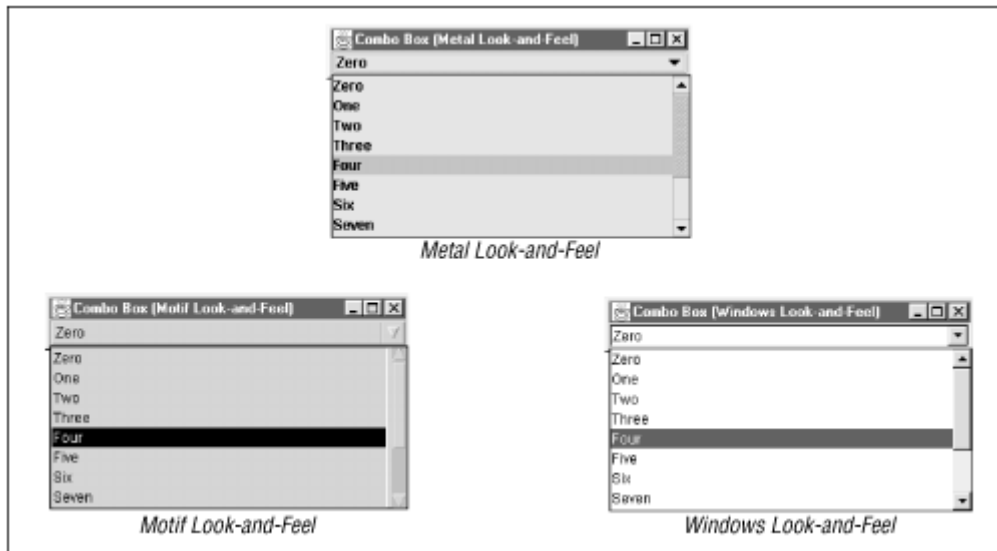 Combo Box (Metal Look-and-Feel)
Zero
Zero
One
Two
Three
Four
Five
Six
Seven
Metal Look-and-Feel
Combo Box (Motif Look-and-Feel)
Zero
Zero
One
Two
Three
Four
Five
Six
Seven
Motif Look-and-Feel
Combo Box (Windows Look-and-Feel)
Zero
Zero
One
Two
Three
Four
Five
Six
Seven
Windows Look-and-Feel